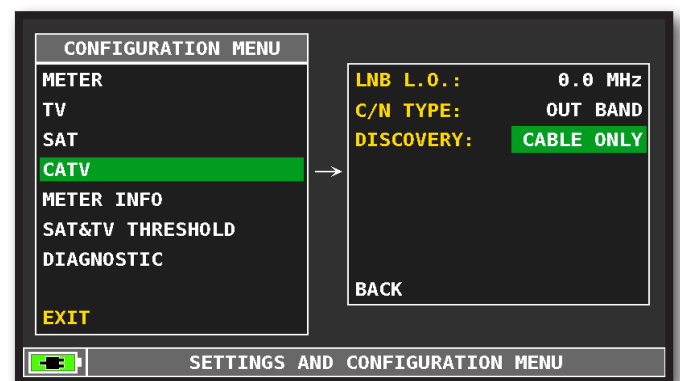 CONFIGURATION MENU
METER
TV
SAT
CATV
METER INFO
SAT&TV THRESHOLD
DIAGNOSTIC
EXIT
→
LNB L.O.: 0.0 MHz
C/N TYPE: OUT BAND
DISCOVERY: CABLE ONLY
BACK
SETTINGS AND CONFIGURATION MENU